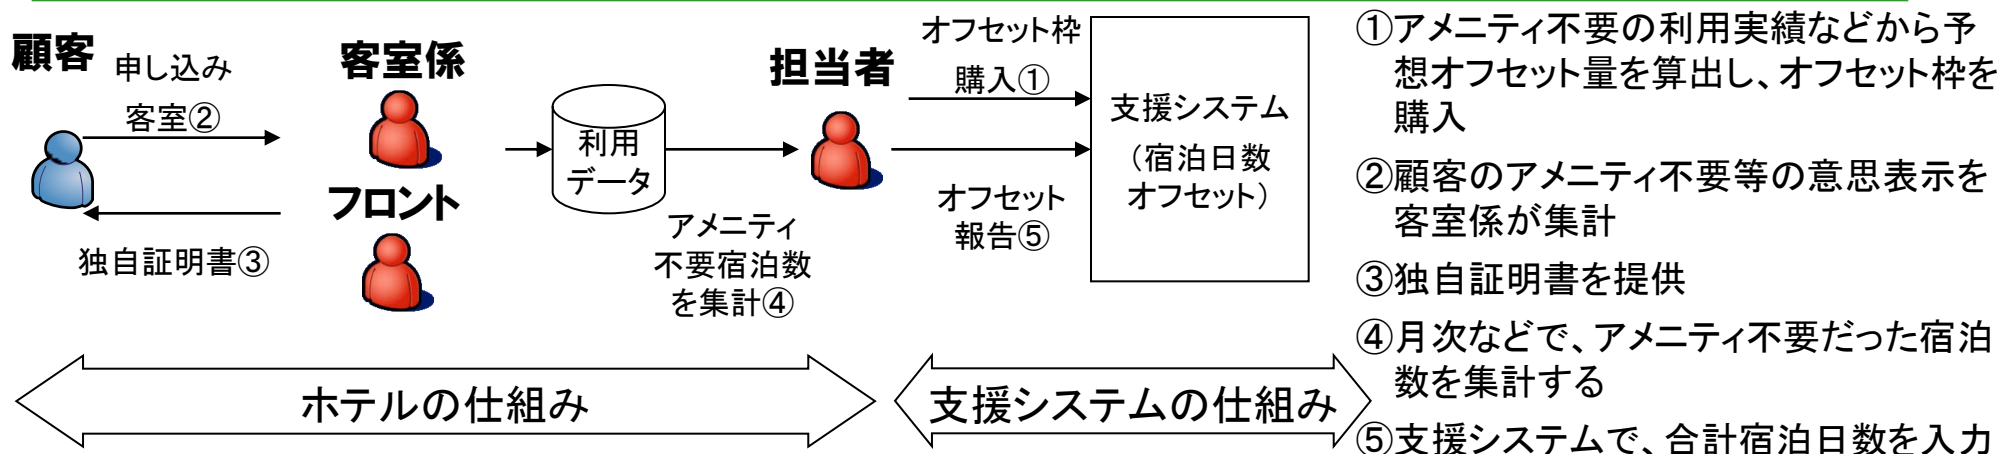 顧客
申し込み
客室②
独自証明書③
客室係
フロント
利用
データ
アメニティ
不要宿泊数
を集計④
担当者
オフセット枠
購入①
オフセット
報告⑤
支援システム
（宿泊日数
オフセット）
ホテルの仕組み
支援システムの仕組み
①アメニティ不要の利用実績などから予
想オフセット量を算出し、オフセット枠を
購入
②顧客のアメニティ不要等の意思表示を
客室係が集計
③独自証明書を提供
④月次などで、アメニティ不要だった宿泊
数を集計する
⑤支援システムで、合計宿泊日数を入力